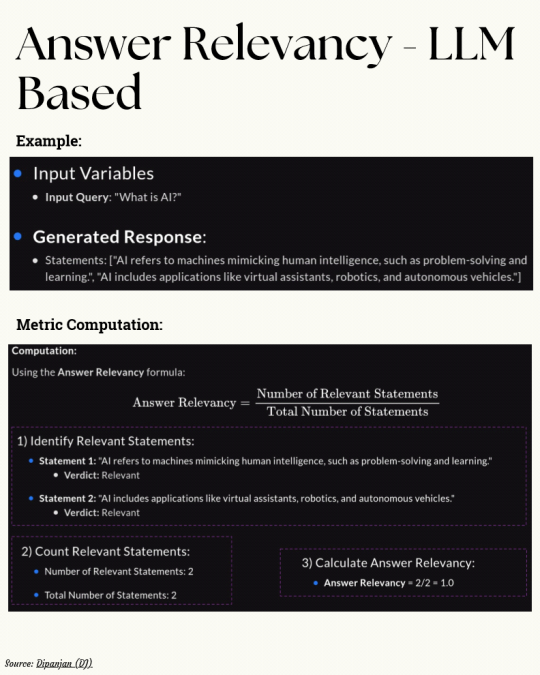 Answer Relevancy - LLM
Based
Example:
Input Variables
Input Query: "What is AI?"
Generated Response:
Statements: ["AI refers to machines mimicking human intelligence, such as problem-solving and
learning.", "AI includes applications like virtual assistants, robotics, and autonomous vehicles."]
Metric Computation:
Computation:
Using the Answer Relevancy formula:
Answer Relevancy = Number of Relevant Statements / Total Number of Statements
1) Identify Relevant Statements:
Statement 1: "AI refers to machines mimicking human intelligence, such as problem-solving and learning."
Verdict: Relevant
Statement 2: "AI includes applications like virtual assistants, robotics, and autonomous vehicles."
Verdict: Relevant
2) Count Relevant Statements:
Number of Relevant Statements: 2
Total Number of Statements: 2
3) Calculate Answer Relevancy:
Answer Relevancy = 2/2 = 1.0
Source: Dipanjan (DJ)